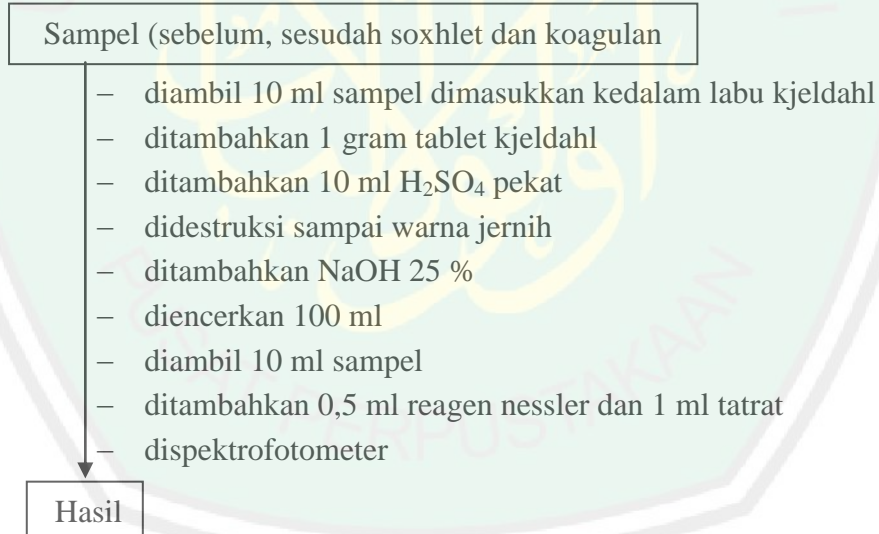 Sampel (sebelum, sesudah soxhlet dan koagulan
– diambil 10 ml sampel dimasukkan kedalam labu kjeldahl
– ditambahkan 1 gram tablet kjeldahl
– ditambahkan 10 ml H₂SO₄ pekat
– didestruksi sampai warna jernih
– ditambahkan NaOH 25 %
– diencerkan 100 ml
– diambil 10 ml sampel
– ditambahkan 0,5 ml reagen nessler dan 1 ml tatrat
– dispektrofotometer
Hasil
PUSAT PERPUSTAKAAN